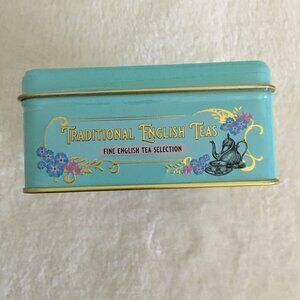 TRADITIONAL ENGLISH TEAS
FINE ENGLISH TEA SELECTION